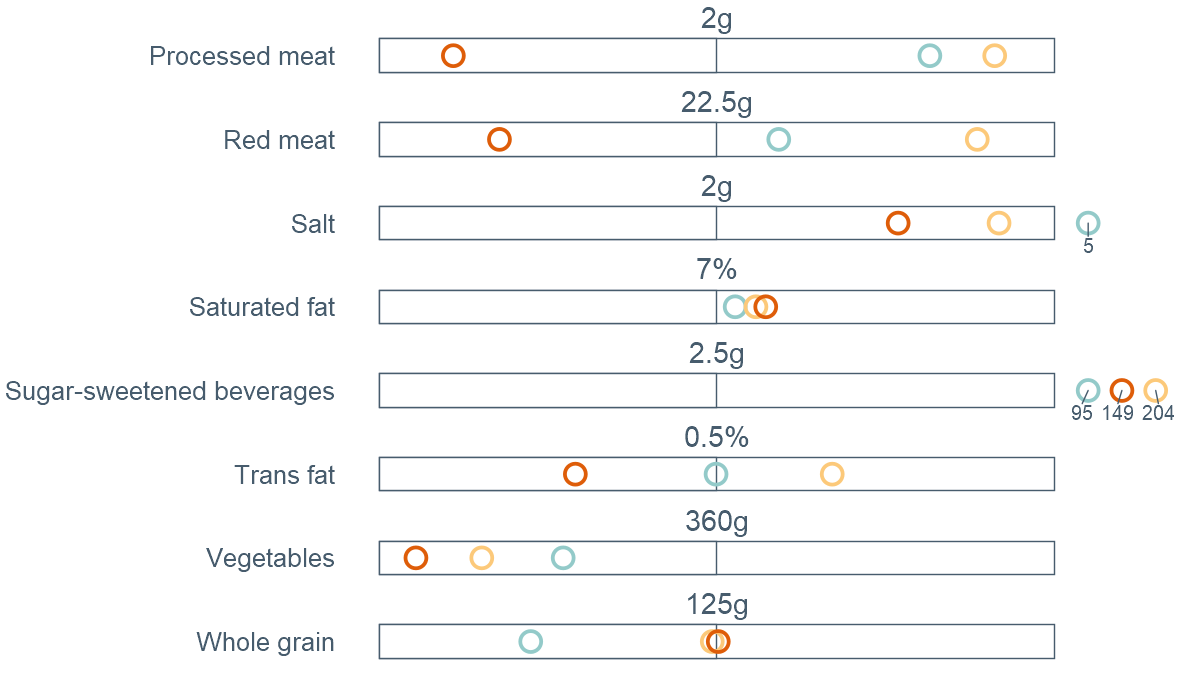 2g
Processed meat
22.5g
Red meat
2g
Salt
5
7%
Saturated fat
2.5g
Sugar-sweetened beverages
95 149 204
0.5%
Trans fat
360g
Vegetables
125g
Whole grain